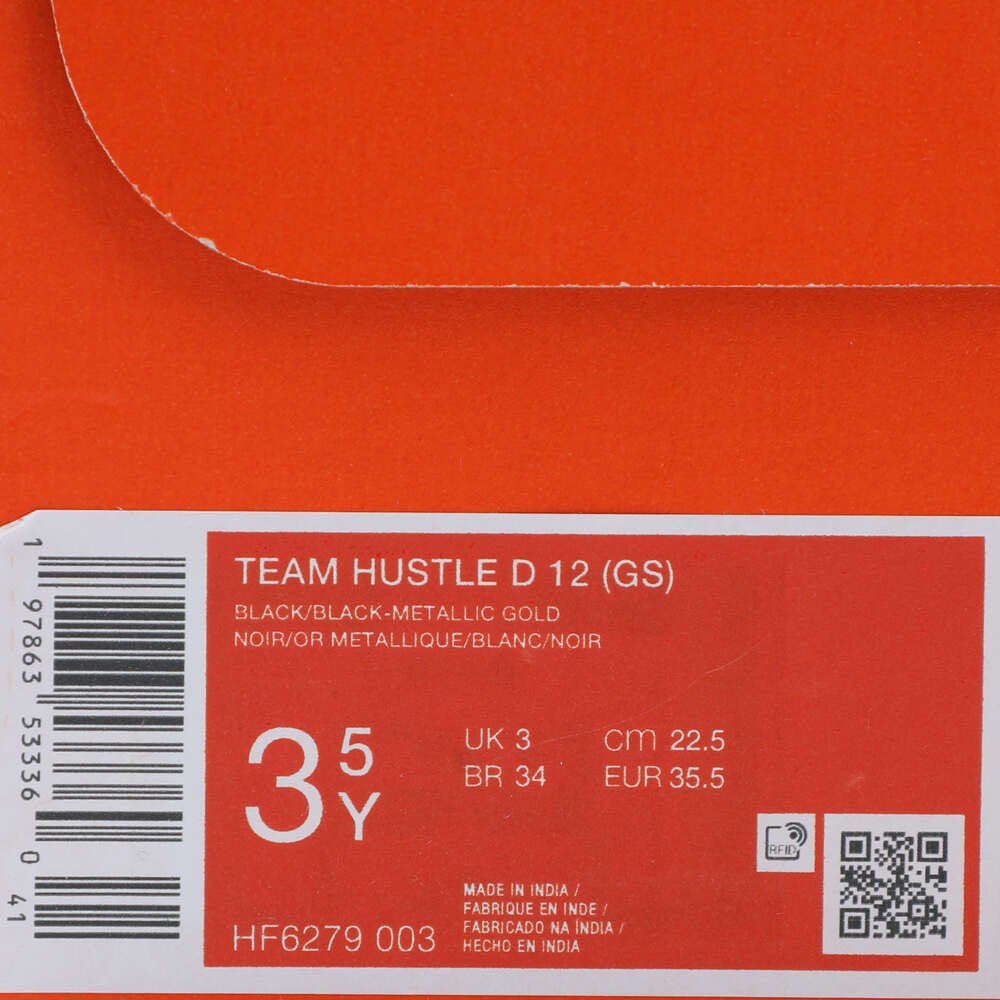 TEAM HUSTLE D 12 (GS)
BLACK/BLACK-METALLIC GOLD
NOIR/OR METALLIQUE/BLANC/NOIR
3 5Y
UK 3 cm 22.5
BR 34 EUR 35.5
RFID
MADE IN INDIA /
FABRIQUE EN INDE /
FABRICADO NA ÍNDIA /
HECHO EN INDIA
HF6279 003
1 97863 53336 0 41